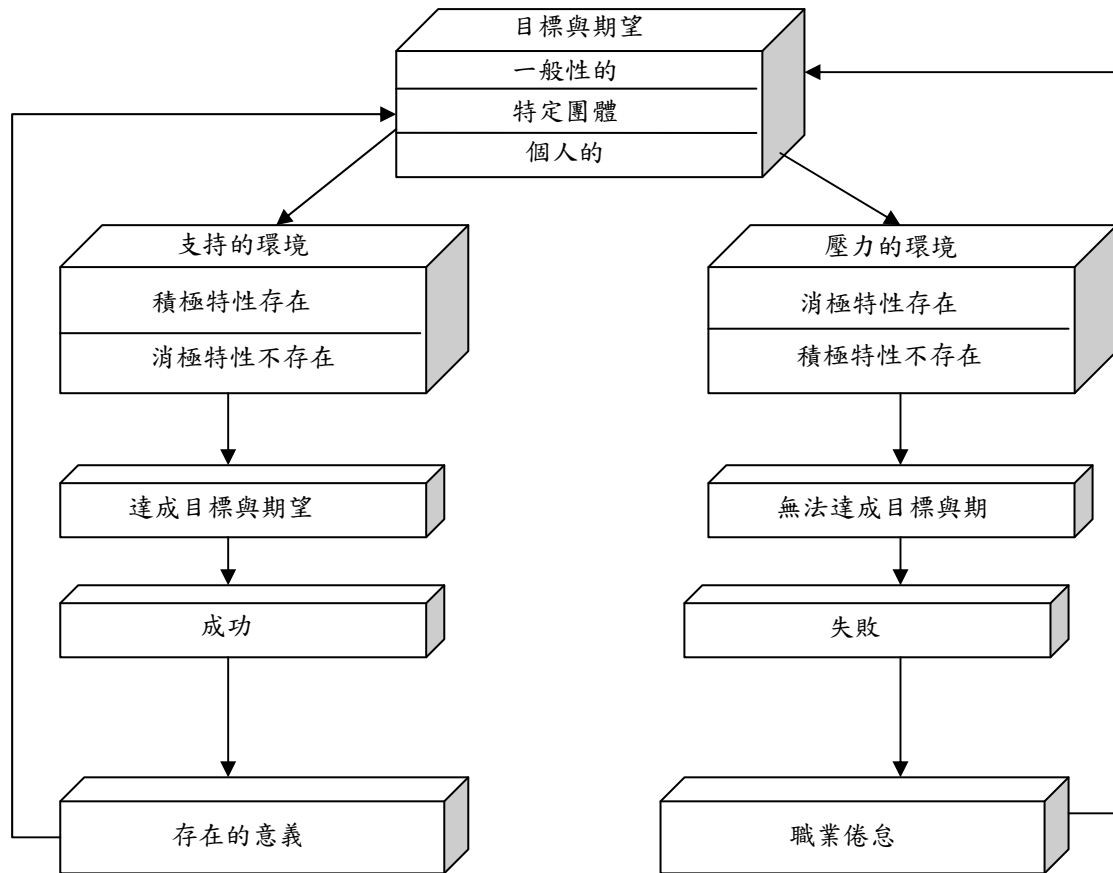 目標與期望
一般性的
特定團體
個人的
支持的環境
積極特性存在
消極特性不存在
達成目標與期望
成功
存在的意義
壓力的環境
消極特性存在
積極特性不存在
無法達成目標與期
失敗
職業倦怠